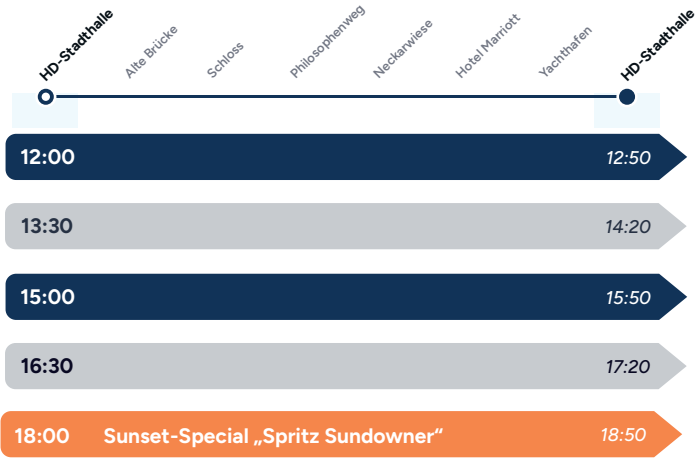 HD-Stadthalle
Alte Brücke
Schloss
Philosophenweg
Neckarwiese
Hotel Marriott
Yachthafen
HD-Stadthalle
12:00 12:50
13:30 14:20
15:00 15:50
16:30 17:20
18:00 Sunset-Special „Spritz Sundowner“ 18:50